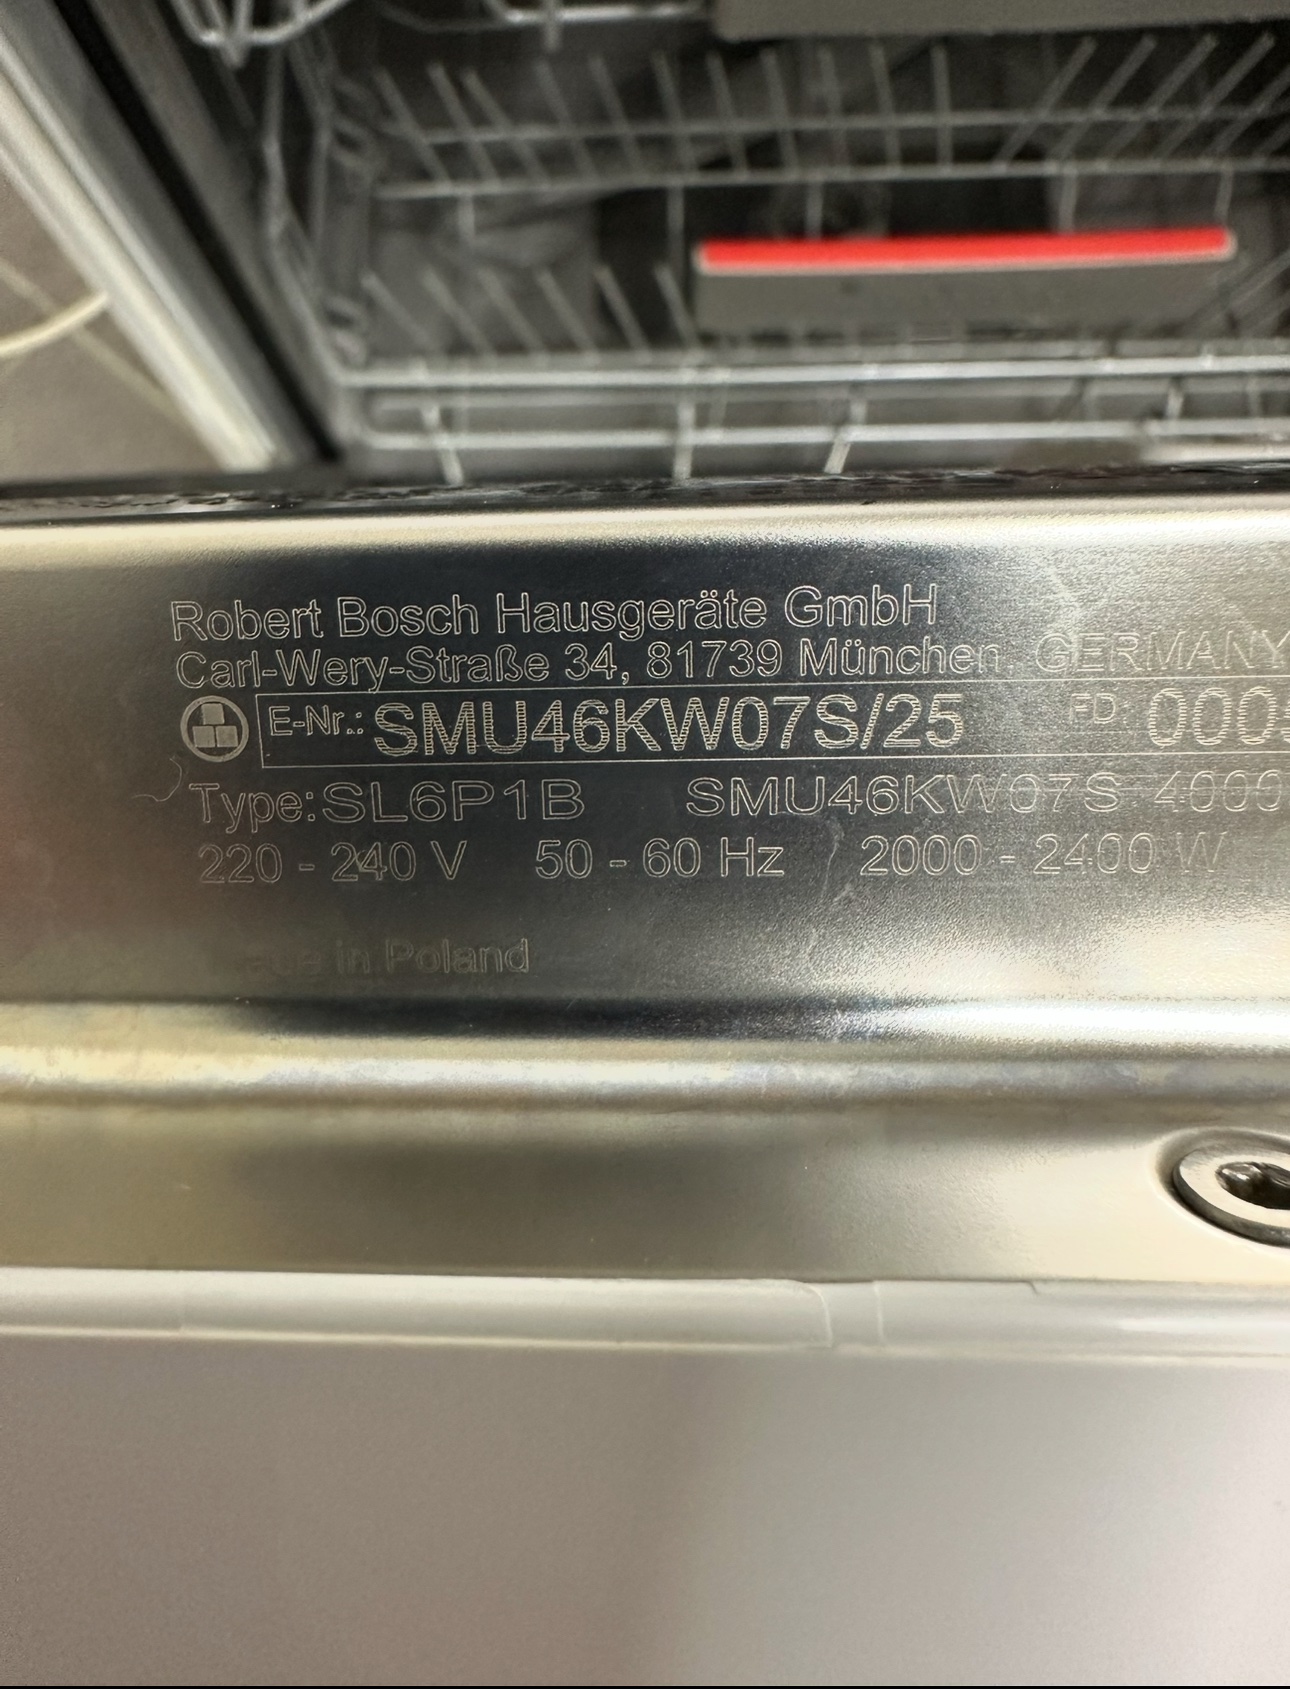 Robert Bosch Hausgeräte GmbH
Carl-Wery-Straße 34, 81739 München, GERMANY
E-Nr.: SMU46KW07S/25 FD 000
Type: SL6P1B SMU46KW07S 4000
220 - 240 V 50 - 60 Hz 2000 - 2400 W
in Poland